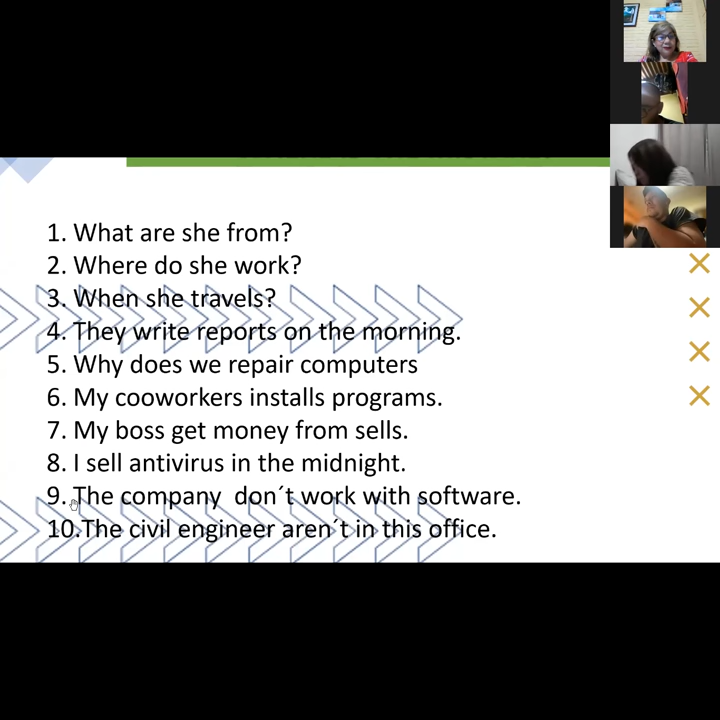 1. What are she from?
2. Where do she work?
3. When she travels?
4. They write reports on the morning.
5. Why does we repair computers
6. My cooworkers installs programs.
7. My boss get money from sells.
8. I sell antivirus in the midnight.
9. The company  don´t work with software.
10.The civil engineer aren´t in this office.